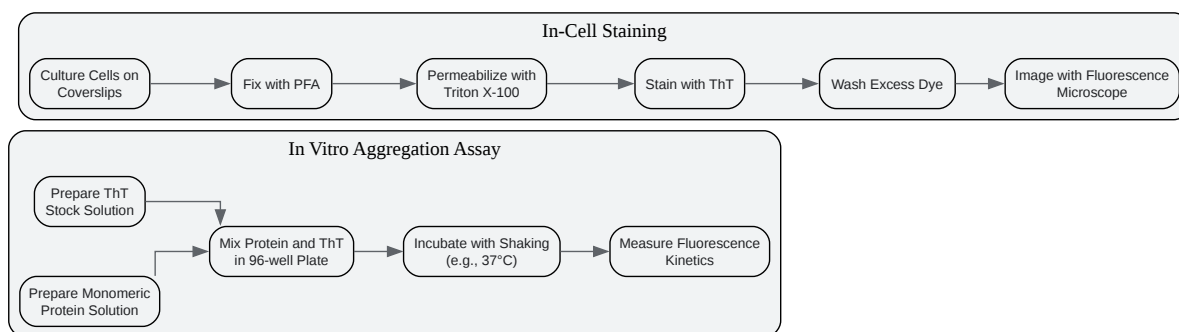 In-Cell Staining
Culture Cells on
Coverslips
Fix with PFA
Permeabilize with
Triton X-100
Stain with ThT
Wash Excess Dye
Image with Fluorescence
Microscope
In Vitro Aggregation Assay
Prepare ThT
Stock Solution
Prepare Monomeric
Protein Solution
Mix Protein and ThT
in 96-well Plate
Incubate with Shaking
(e.g., 37°C)
Measure Fluorescence
Kinetics